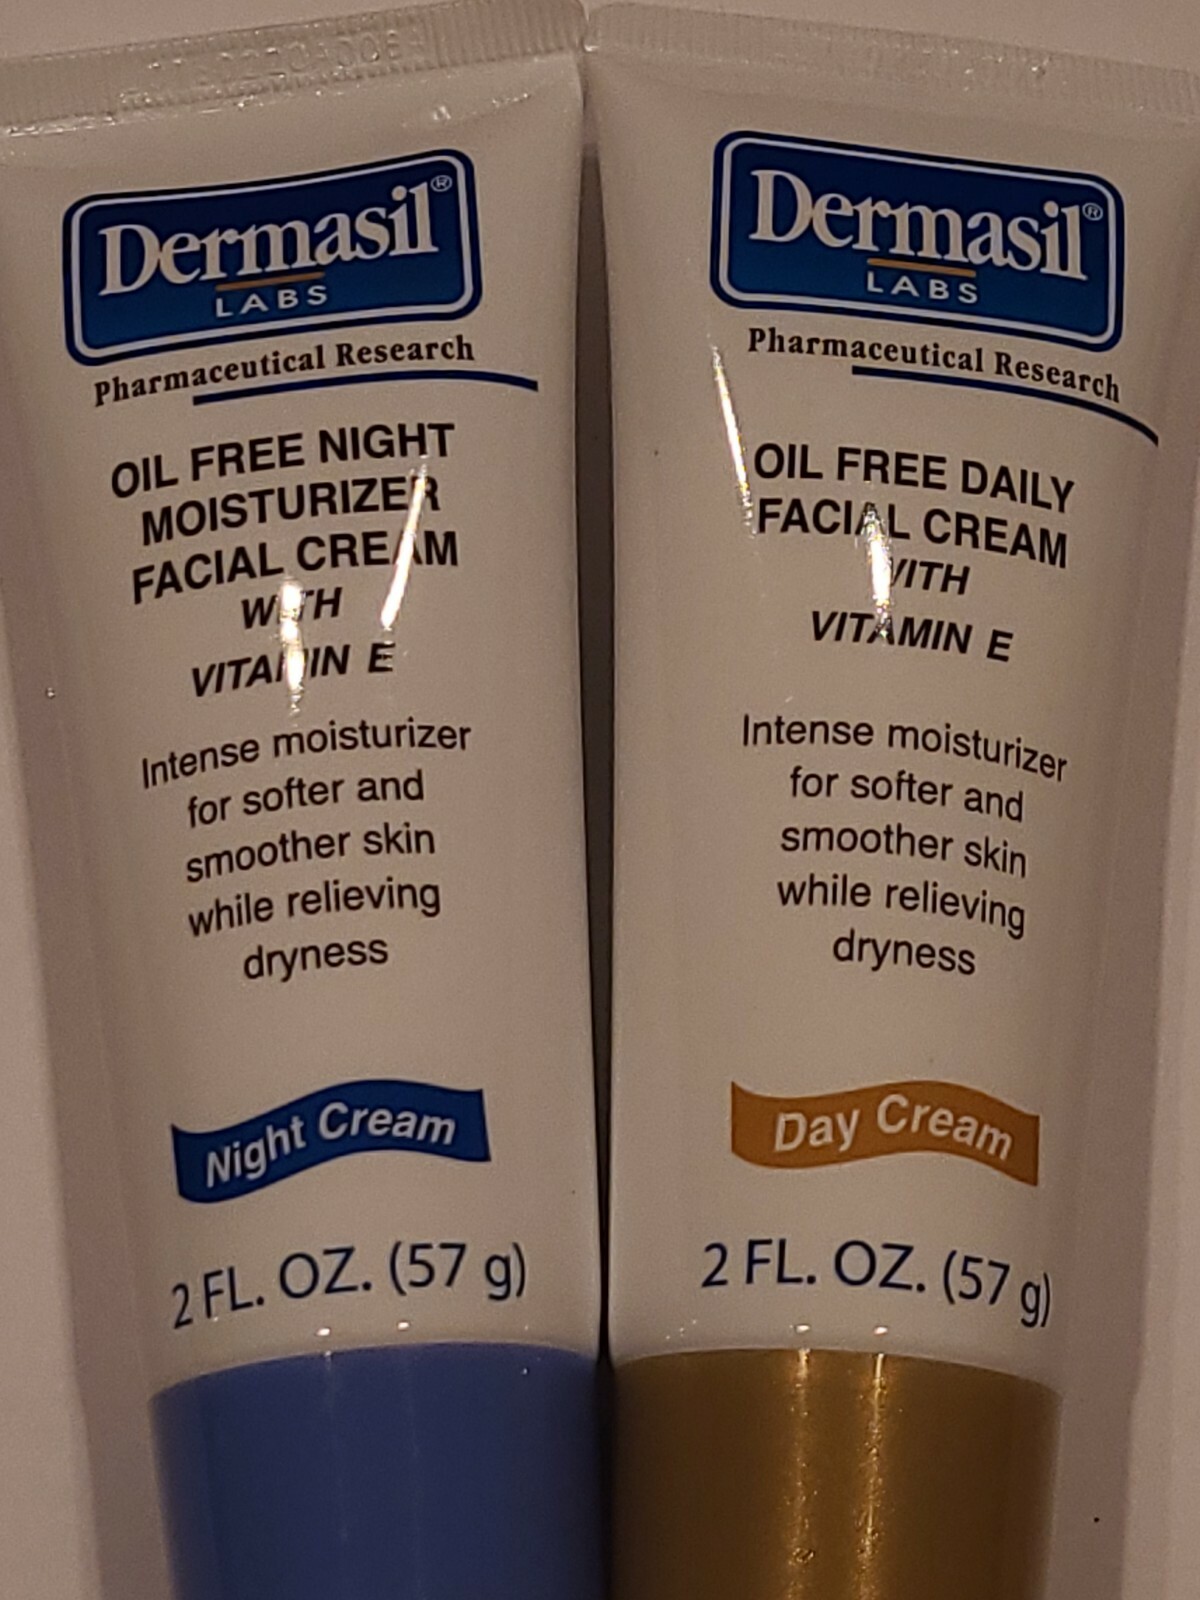 Dermasil®
LABS
Pharmaceutical Research
OIL FREE NIGHT
MOISTURIZER
FACIAL CREAM
WITH
VITAMIN E
Intense moisturizer
for softer and
smoother skin
while relieving
dryness
Night Cream
2 FL. OZ. (57 g)
Dermasil®
LABS
Pharmaceutical Research
OIL FREE DAILY
FACIAL CREAM
WITH
VITAMIN E
Intense moisturizer
for softer and
smoother skin
while relieving
dryness
Day Cream
2 FL. OZ. (57 g)